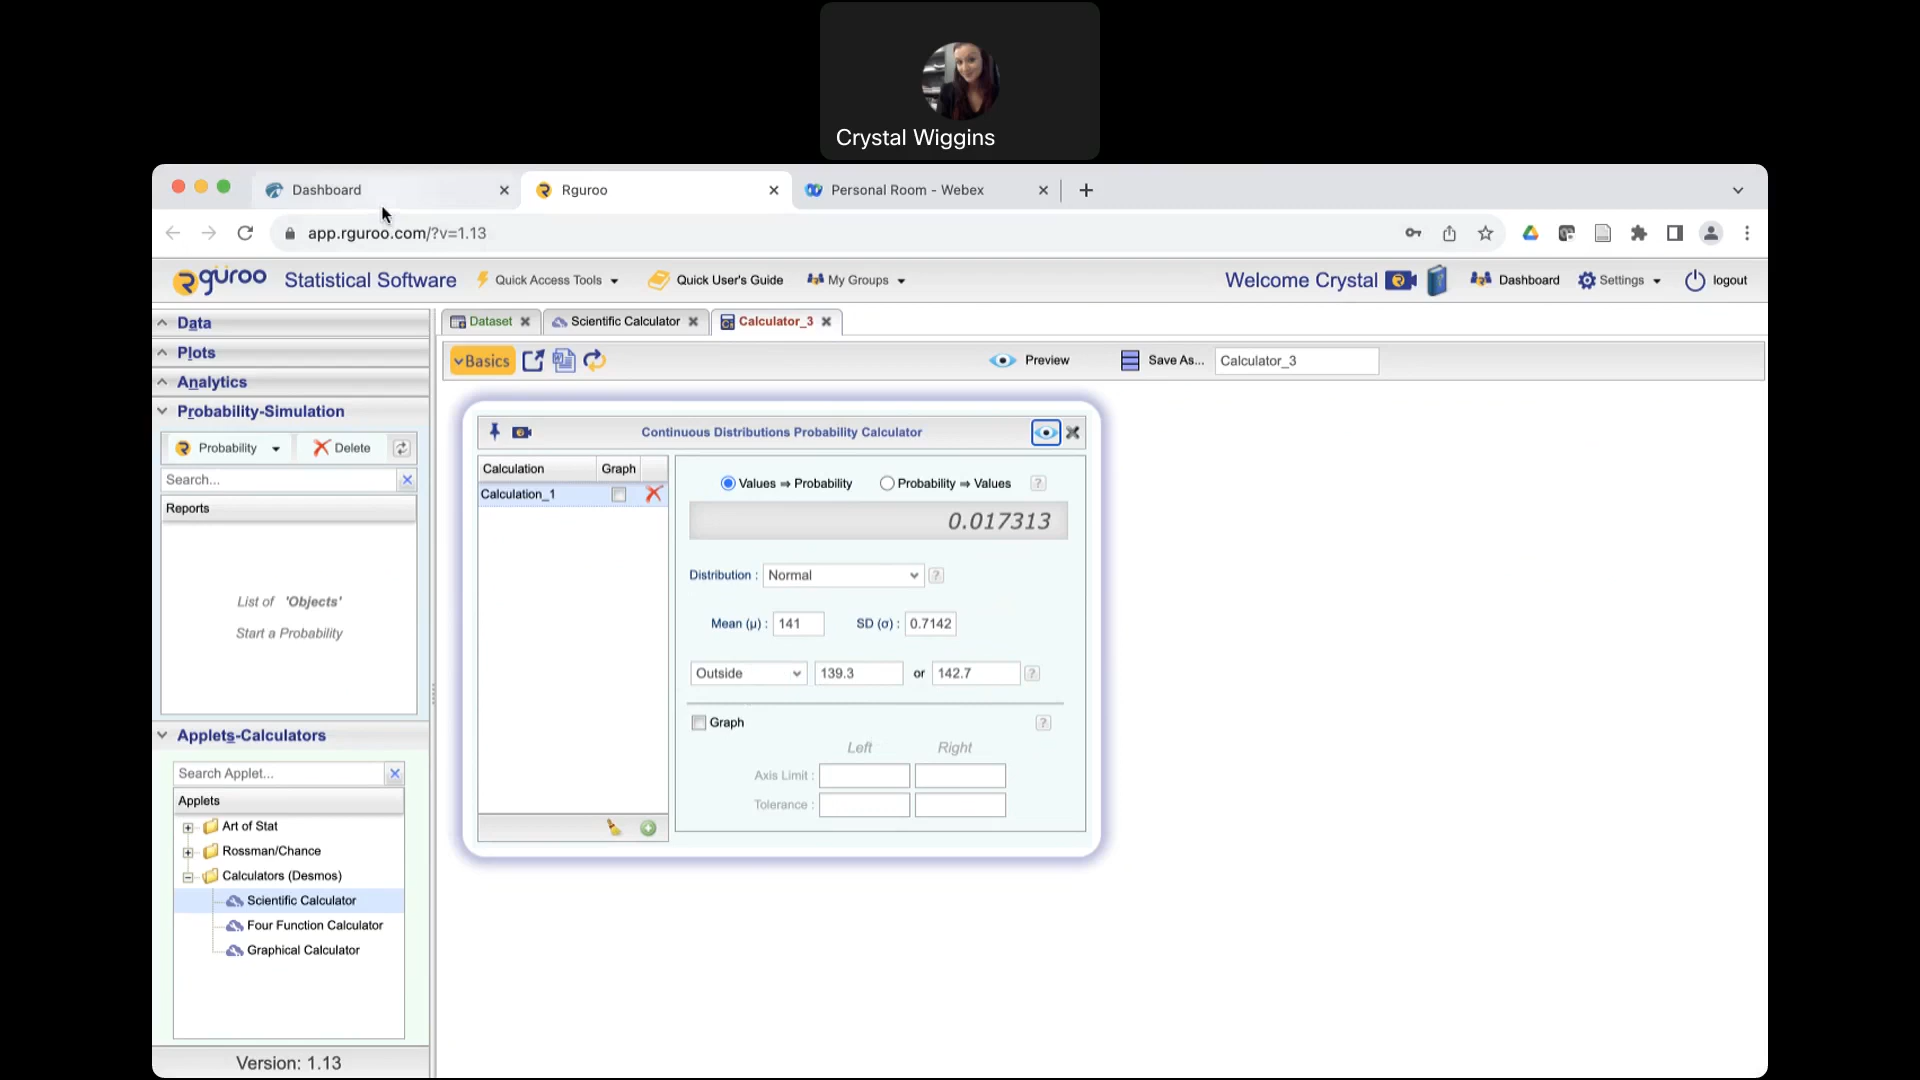 Crystal Wiggins
Dashboard
Rguroo
Personal Room - Webex
app.rguroo.com/?v=1.13
rguroo Statistical Software
Quick Access Tools
Quick User's Guide
My Groups
Welcome Crystal
Dashboard
Settings
logout
Data
Plots
Analytics
Probability-Simulation
Probability
Delete
Search...
Reports
List of 'Objects'
Start a Probability
Applets-Calculators
Search Applet...
Applets
Art of Stat
Rossman/Chance
Calculators (Desmos)
Scientific Calculator
Four Function Calculator
Graphical Calculator
Version: 1.13
Dataset
Scientific Calculator
Calculator_3
Basics
Preview
Save As...
Calculator_3
Continuous Distributions Probability Calculator
Calculation
Graph
Calculation_1
Values ⇒ Probability
Probability ⇒ Values
?
0.017313
Distribution : Normal ?
Mean (μ) : 141 SD (σ) : 0.7142
Outside 139.3 or 142.7 ?
Graph ?
Left Right
Axis Limit :
Tolerance :